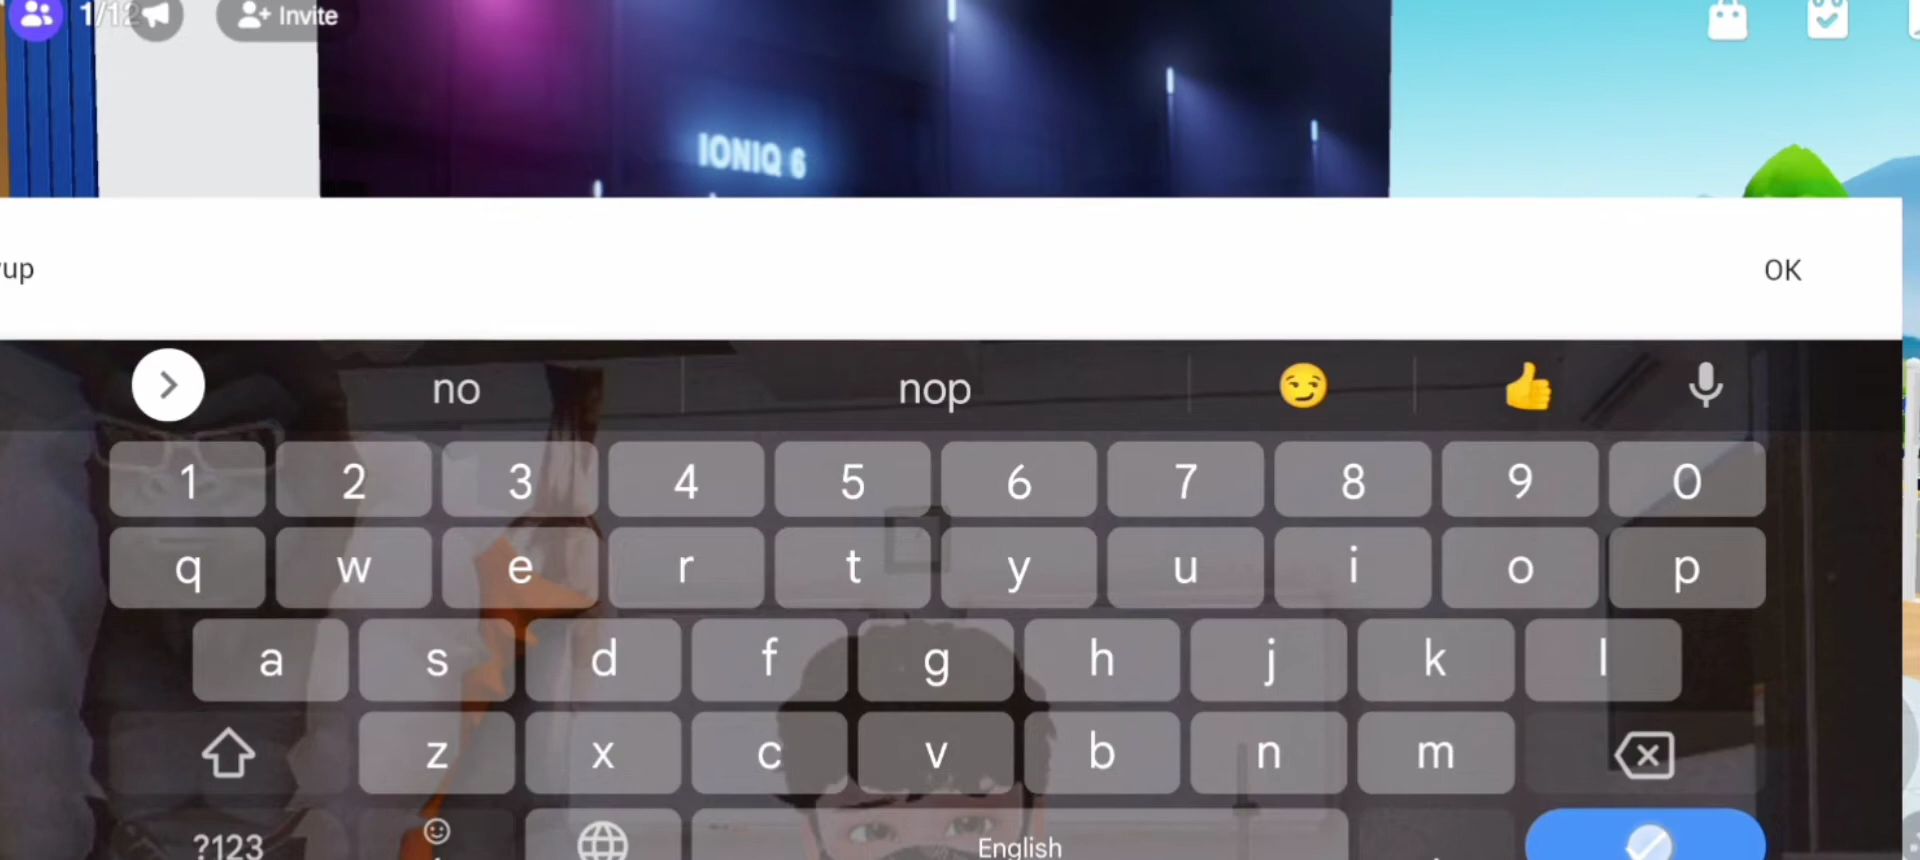 1/12
Invite
IONIQ 6
up
OK
no
nop
1 2 3 4 5 6 7 8 9 0
q w e r t y u i o p
a s d f g h j k l
z x c v b n m
?123
English